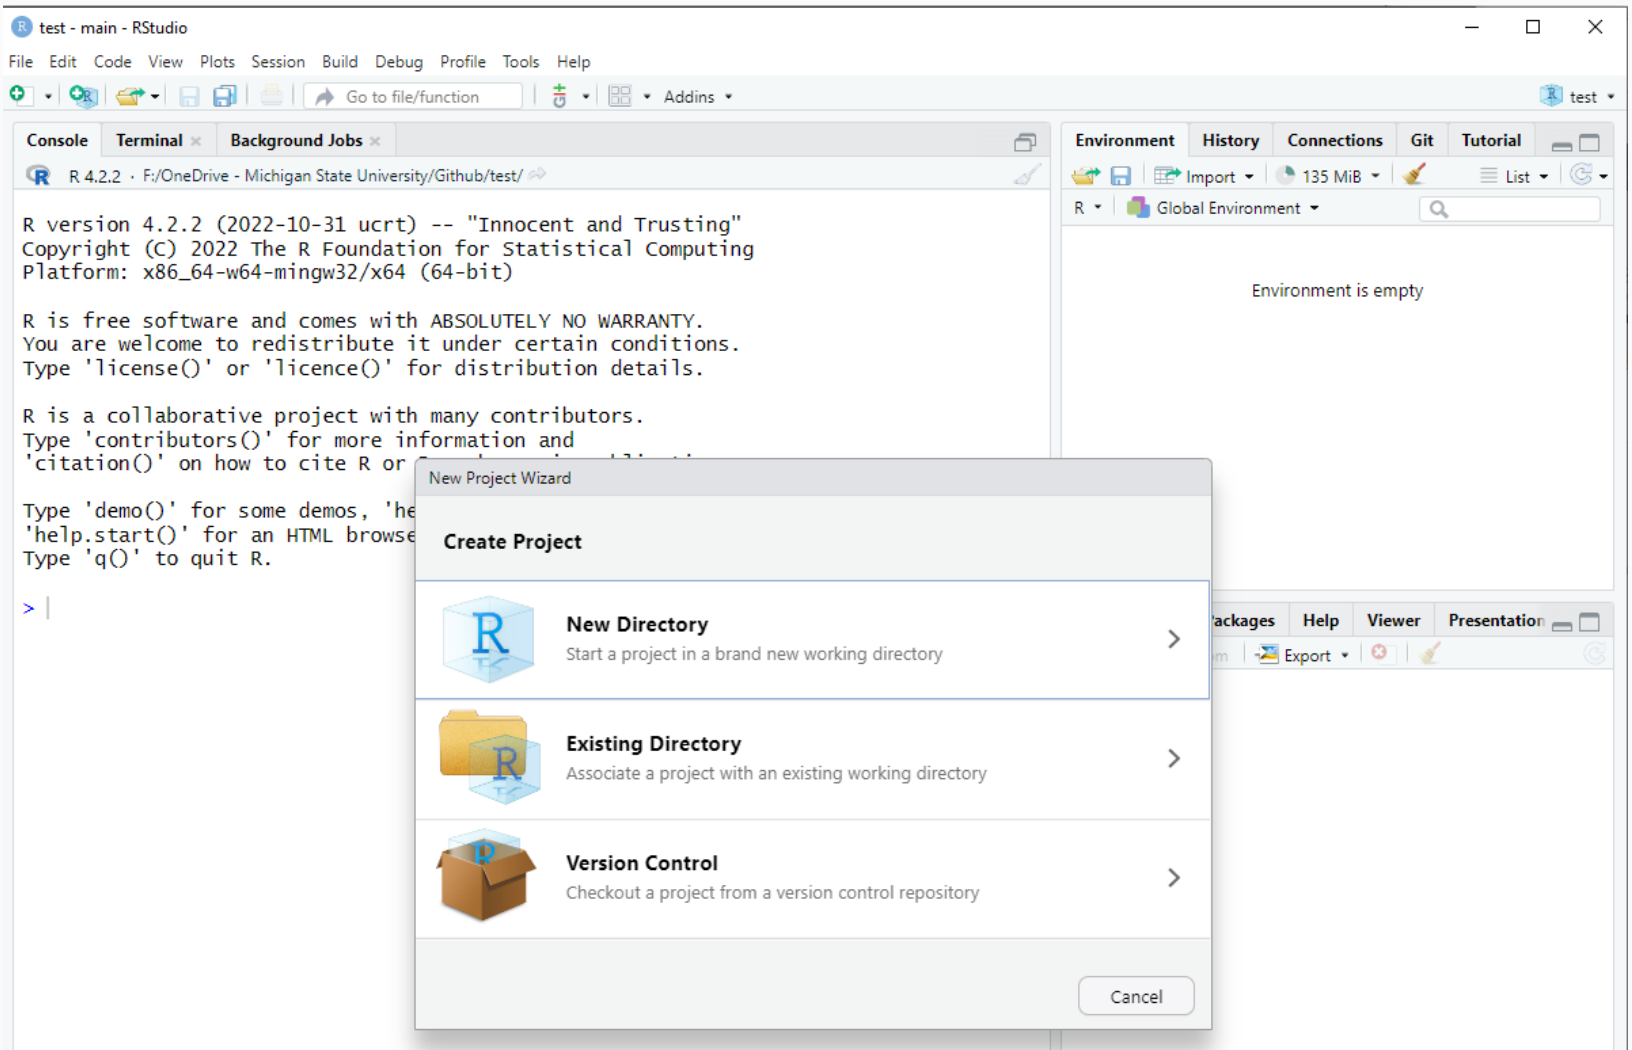 test - main - RStudio
File Edit Code View Plots Session Build Debug Profile Tools Help
Go to file/function Addins test
Console Terminal Background Jobs
R 4.2.2 · F:/OneDrive - Michigan State University/Github/test/
R version 4.2.2 (2022-10-31 ucrt) -- "Innocent and Trusting"
Copyright (C) 2022 The R Foundation for Statistical Computing
Platform: x86_64-w64-mingw32/x64 (64-bit)
R is free software and comes with ABSOLUTELY NO WARRANTY.
You are welcome to redistribute it under certain conditions.
Type 'license()' or 'licence()' for distribution details.
R is a collaborative project with many contributors.
Type 'contributors()' for more information and
'citation()' on how to cite R or
Type 'demo()' for some demos, 'he
'help.start()' for an HTML browse
Type 'q()' to quit R.
>
Environment History Connections Git Tutorial
Import 135 MiB List
R Global Environment
Environment is empty
ackages Help Viewer Presentation
Export
New Project Wizard
Create Project
New Directory
Start a project in a brand new working directory
Existing Directory
Associate a project with an existing working directory
Version Control
Checkout a project from a version control repository
Cancel